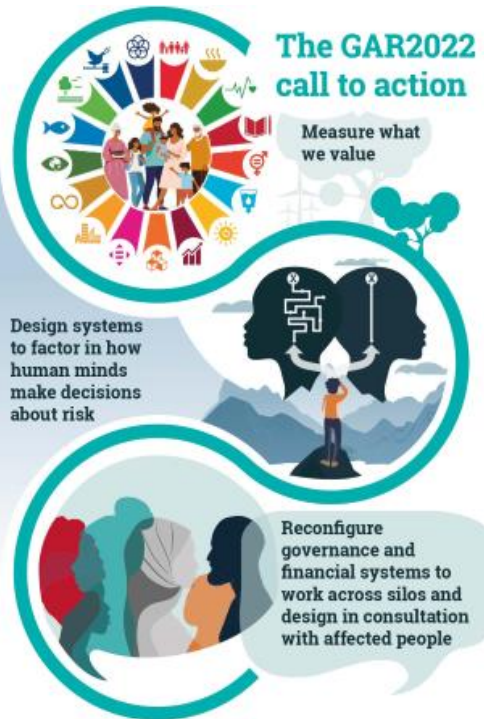 The GAR2022
call to action
Measure what
we value
Design systems
to factor in how
human minds
make decisions
about risk
Reconfigure
governance and
financial systems to
work across silos and
design in consultation
with affected people